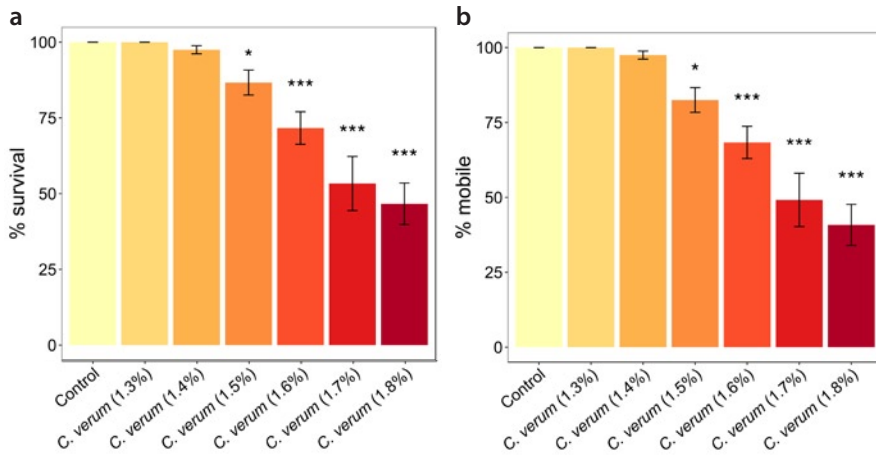 a
100
75
50
25
0
% survival
*
***
***
***
Control
C. verum (1.3%)
C. verum (1.4%)
C. verum (1.5%)
C. verum (1.6%)
C. verum (1.7%)
C. verum (1.8%)
b
100
75
50
25
0
% mobile
*
***
***
***
Control
C. verum (1.3%)
C. verum (1.4%)
C. verum (1.5%)
C. verum (1.6%)
C. verum (1.7%)
C. verum (1.8%)